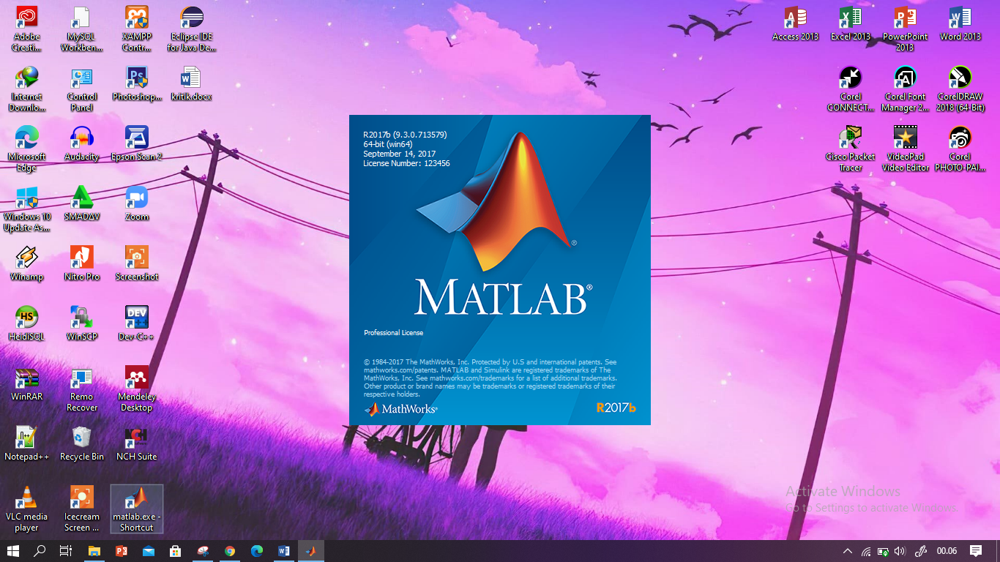 Adobe
Creati...
MySQL
Workben...
XAMPP
Contr...
Eclipse IDE
for Java De...
Access 2013
Excel 2013
PowerPoint
2013
Word 2013
Internet
Downlo...
Control
Panel
Photoshop...
kritik.docx
Corel
CONNECT...
Corel Font
Manager 2...
CorelDRAW
2018 (64-Bit)
Microsoft
Edge
Audacity
Epson Scan 2
Cisco Packet
Tracer
VideoPad
Video Editor
Corel
PHOTO-PAI...
Windows 10
Update As...
SMADΔV
Zoom
Winamp
Nitro Pro
Screenshot
HeidiSQL
WinSCP
Dev-C++
WinRAR
Remo
Recover
Mendeley
Desktop
Notepad++
Recycle Bin
NCH Suite
VLC media
player
Icecream
Screen ...
matlab.exe -
Shortcut
R2017b (9.3.0.713579)
64-bit (win64)
September 14, 2017
License Number: 123456
MATLAB®
Professional License
© 1984-2017 The MathWorks, Inc. Protected by U.S and international patents. See
mathworks.com/patents. MATLAB and Simulink are registered trademarks of The
MathWorks, Inc. See mathworks.com/trademarks for a list of additional trademarks.
Other product or brand names may be trademarks or registered trademarks of their
respective holders.
MathWorks®
R2017b
Activate Windows
Go to Settings to activate Windows.
00.06